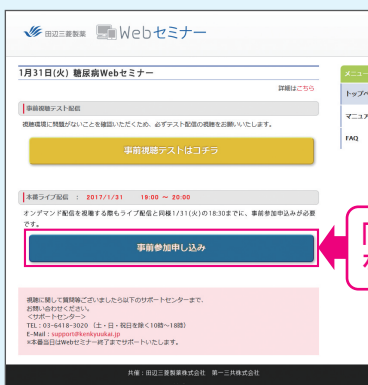 田辺三菱製薬 Webセミナー
1月31日(火) 糖尿病Webセミナー
詳細はこちら
事前視聴テスト配信
視聴環境に問題がないことを確認いただくため、必ずテスト配信の視聴をお願いいたします。
事前視聴テストはコチラ
本番ライブ配信 ： 2017/1/31 19:00 ～ 20:00
オンデマンド配信を視聴する際もライブ配信と同様1/31(火)の18:30までに、事前参加申込みが必要
です。
事前参加申し込み
視聴に関して質問等ございましたら以下のサポートセンターまで、
お問い合わせください。
<サポートセンター>
TEL：03-6418-3020 （土・日・祝日を除く10時～18時）
E-Mail：support@kenkyuukai.jp
※本番当日はWebセミナー終了までサポートいたします。
共催：田辺三菱製薬株式会社 第一三共株式会社
メニュー
トップペ
マニュア
FAQ